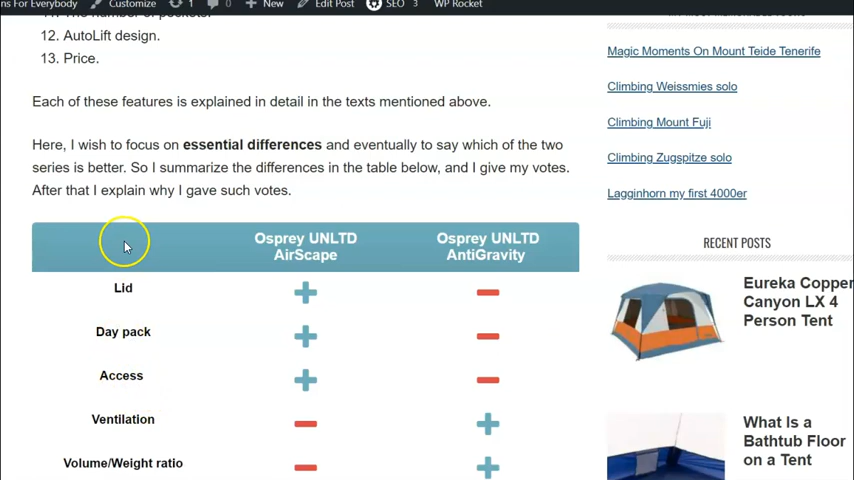 ns For Everybody Customize 1 0 New Edit Post SEO 3 WP Rocket
12. AutoLift design.
13. Price.
Each of these features is explained in detail in the texts mentioned above.
Here, I wish to focus on essential differences and eventually to say which of the two
series is better. So I summarize the differences in the table below, and I give my votes.
After that I explain why I gave such votes.
Osprey UNLTD
AirScape
Osprey UNLTD
AntiGravity
Lid
Day pack
Access
Ventilation
Volume/Weight ratio
Magic Moments On Mount Teide Tenerife
Climbing Weissmies solo
Climbing Mount Fuji
Climbing Zugspitze solo
Lagginhorn my first 4000er
RECENT POSTS
Eureka Copper
Canyon LX 4
Person Tent
What Is a
Bathtub Floor
on a Tent